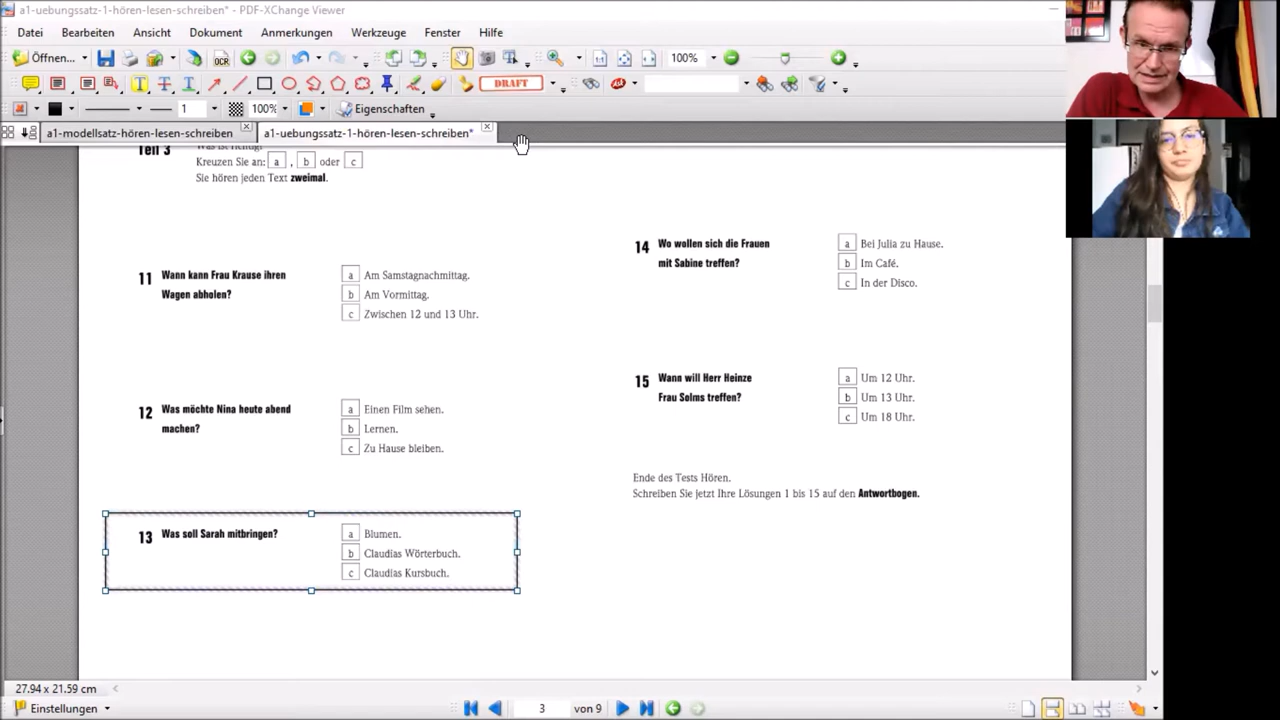 a1-uebungssatz-1-hören-lesen-schreiben* - PDF-XChange Viewer
Datei Bearbeiten Ansicht Dokument Anmerkungen Werkzeuge Fenster Hilfe
Öffnen... OCR 100%
DRAFT
1 100% Eigenschaften
a1-modellsatz-hören-lesen-schreiben a1-uebungssatz-1-hören-lesen-schreiben*
Teil 3 Was ist richtig?
Kreuzen Sie an: a , b oder c
Sie hören jeden Text zweimal.
11 Wann kann Frau Krause ihren Wagen abholen?
a Am Samstagnachmittag.
b Am Vormittag.
c Zwischen 12 und 13 Uhr.
12 Was möchte Nina heute abend machen?
a Einen Film sehen.
b Lernen.
c Zu Hause bleiben.
13 Was soll Sarah mitbringen?
a Blumen.
b Claudias Wörterbuch.
c Claudias Kursbuch.
14 Wo wollen sich die Frauen mit Sabine treffen?
a Bei Julia zu Hause.
b Im Café.
c In der Disco.
15 Wann will Herr Heinze Frau Solms treffen?
a Um 12 Uhr.
b Um 13 Uhr.
c Um 18 Uhr.
Ende des Tests Hören.
Schreiben Sie jetzt Ihre Lösungen 1 bis 15 auf den Antwortbogen.
27.94 x 21.59 cm
Einstellungen 3 von 9